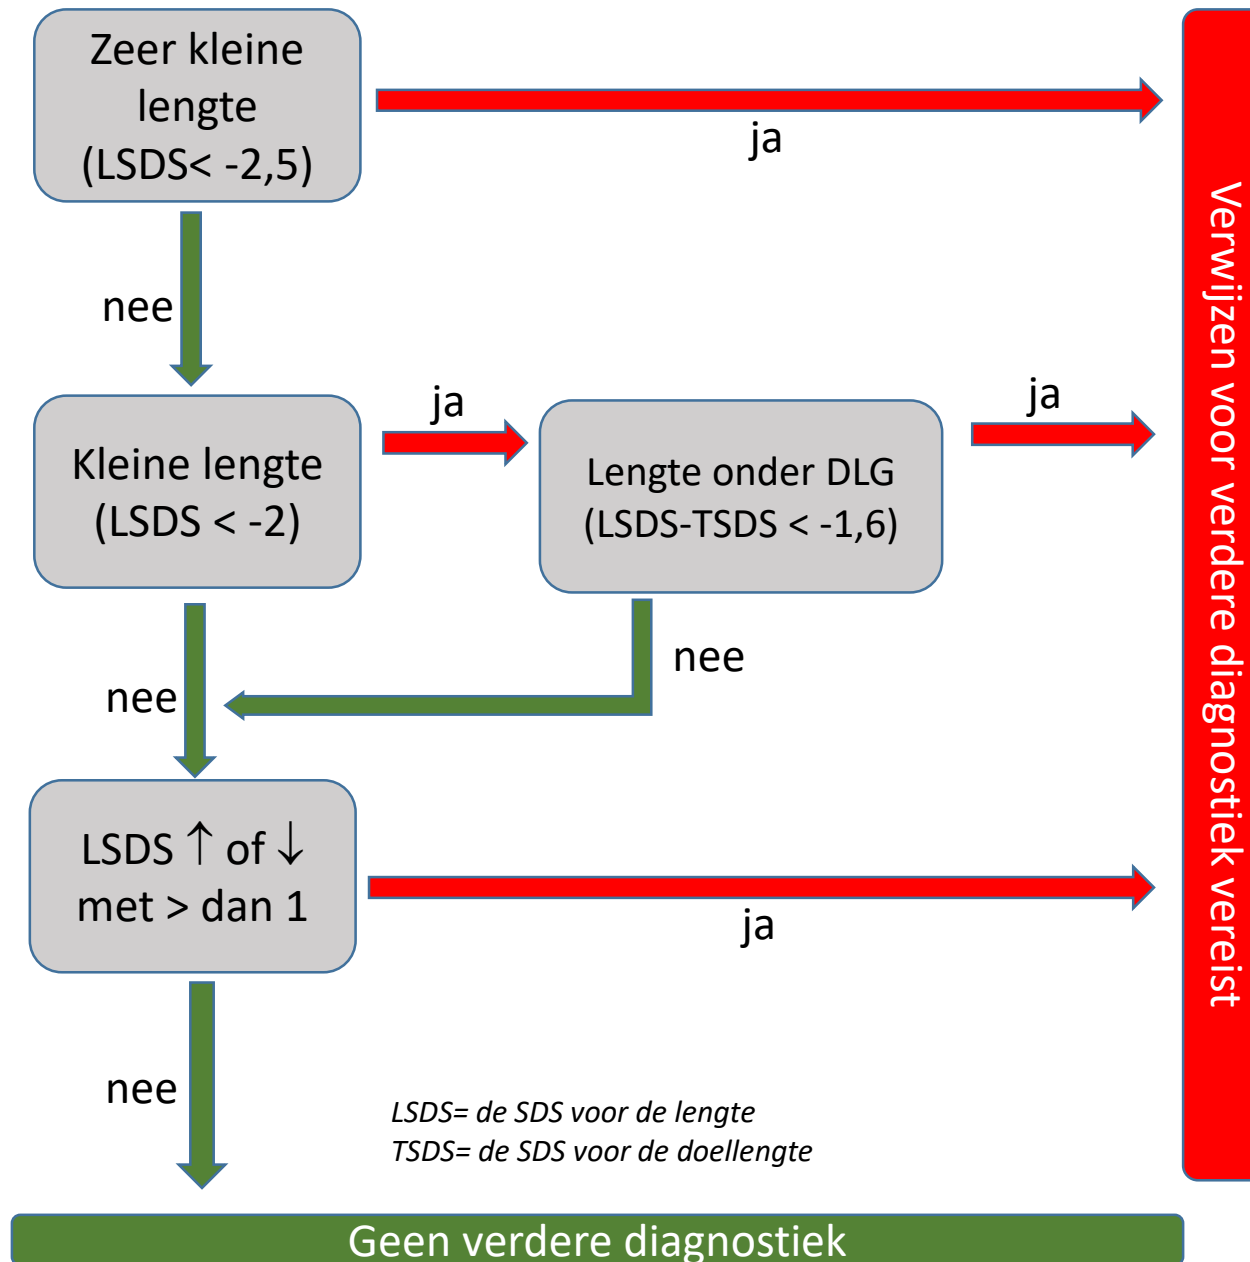 Zeer kleine
lengte
(LSDS< -2,5)
ja
nee
Kleine lengte
(LSDS < -2)
ja
Lengte onder DLG
(LSDS-TSDS < -1,6)
ja
nee
nee
LSDS ↑ of ↓
met > dan 1
ja
nee
LSDS= de SDS voor de lengte
TSDS= de SDS voor de doellengte
Verwijzen voor verdere diagnostiek vereist
Geen verdere diagnostiek